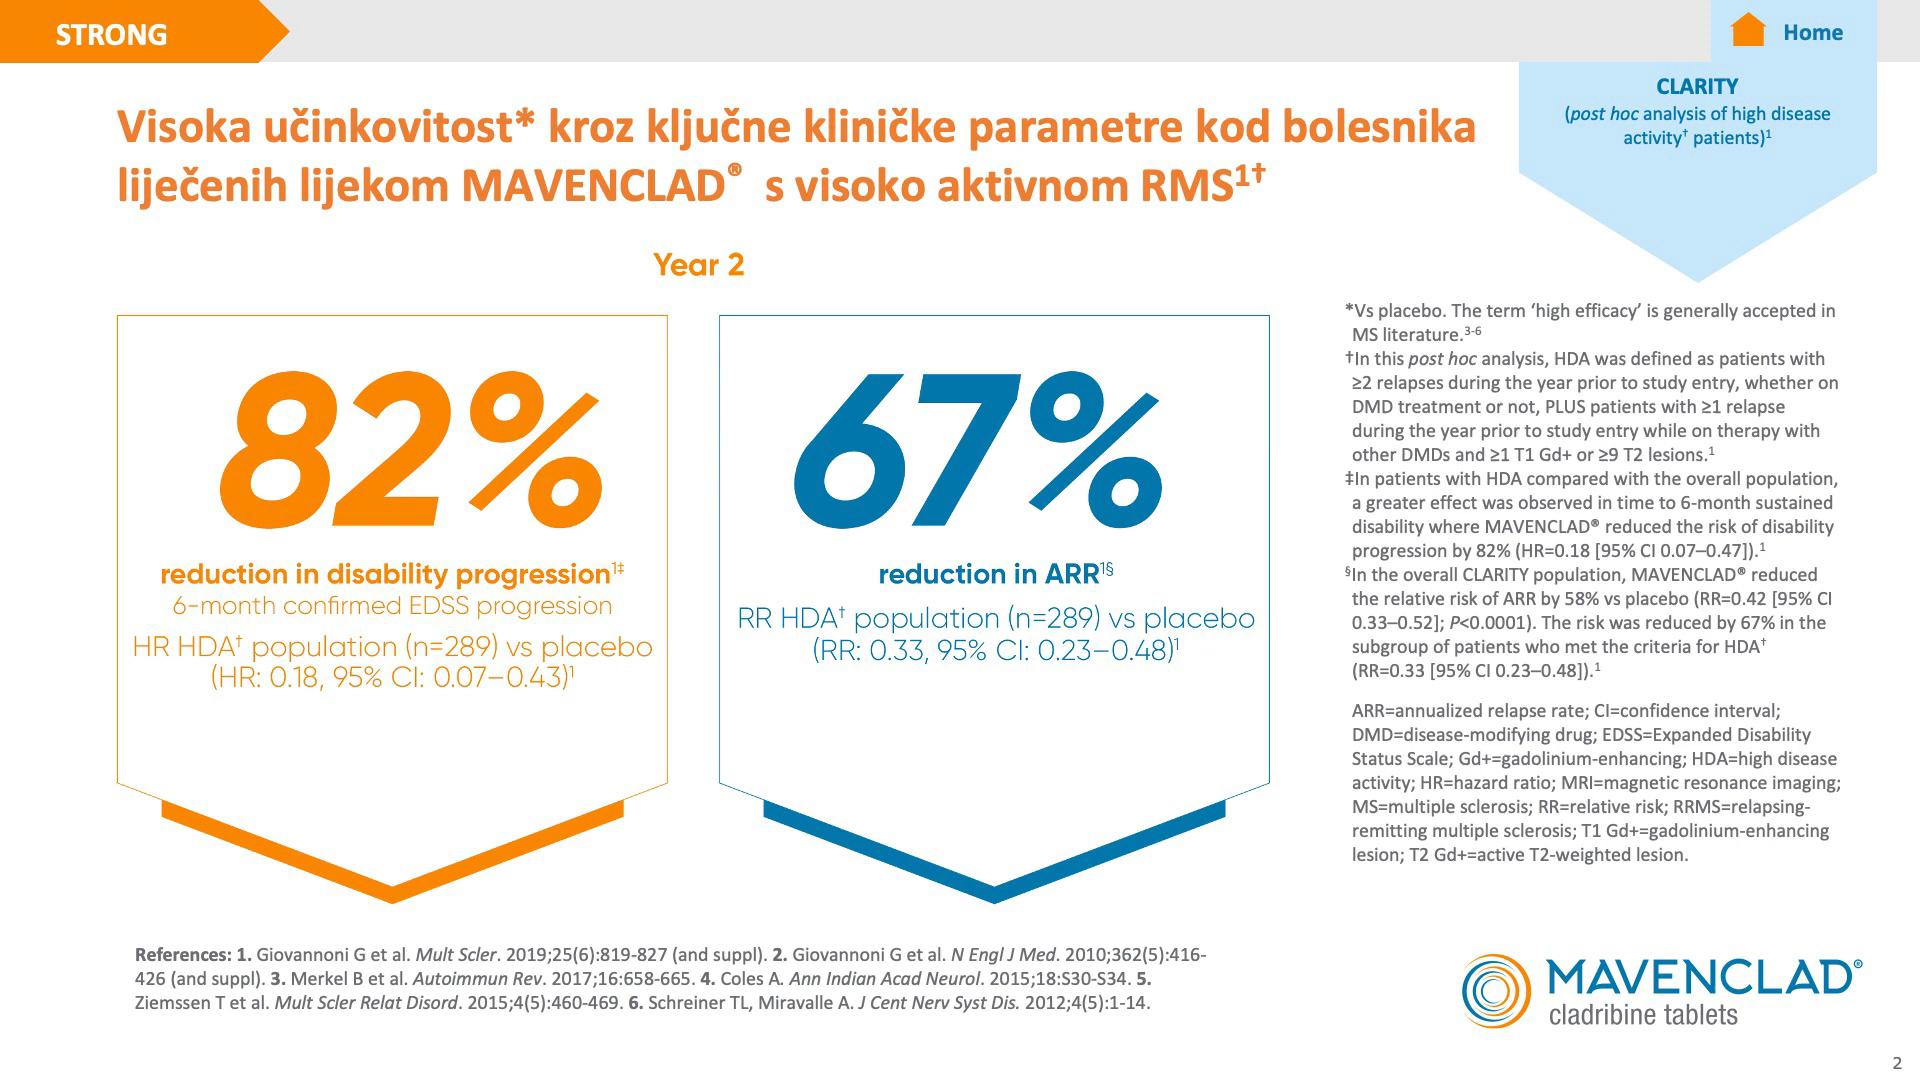 STRONG
Home
CLARITY
(post hoc analysis of high disease
activity† patients)1
Visoka učinkovitost* kroz ključne kliničke parametre kod bolesnika
liječenih lijekom MAVENCLAD® s visoko aktivnom RMS1†
Year 2
82%
reduction in disability progression1‡
6-month confirmed EDSS progression
HR HDA† population (n=289) vs placebo
(HR: 0.18, 95% CI: 0.07–0.43)1
67%
reduction in ARR1§
RR HDA† population (n=289) vs placebo
(RR: 0.33, 95% CI: 0.23–0.48)1
*Vs placebo. The term ‘high efficacy’ is generally accepted in
MS literature.3-6
†In this post hoc analysis, HDA was defined as patients with
≥2 relapses during the year prior to study entry, whether on
DMD treatment or not, PLUS patients with ≥1 relapse
during the year prior to study entry while on therapy with
other DMDs and ≥1 T1 Gd+ or ≥9 T2 lesions.1
‡In patients with HDA compared with the overall population,
a greater effect was observed in time to 6-month sustained
disability where MAVENCLAD® reduced the risk of disability
progression by 82% (HR=0.18 [95% CI 0.07–0.47]).1
§In the overall CLARITY population, MAVENCLAD® reduced
the relative risk of ARR by 58% vs placebo (RR=0.42 [95% CI
0.33–0.52]; P<0.0001). The risk was reduced by 67% in the
subgroup of patients who met the criteria for HDA†
(RR=0.33 [95% CI 0.23–0.48]).1
ARR=annualized relapse rate; CI=confidence interval;
DMD=disease-modifying drug; EDSS=Expanded Disability
Status Scale; Gd+=gadolinium-enhancing; HDA=high disease
activity; HR=hazard ratio; MRI=magnetic resonance imaging;
MS=multiple sclerosis; RR=relative risk; RRMS=relapsing-
remitting multiple sclerosis; T1 Gd+=gadolinium-enhancing
lesion; T2 Gd+=active T2-weighted lesion.
References: 1. Giovannoni G et al. Mult Scler. 2019;25(6):819-827 (and suppl). 2. Giovannoni G et al. N Engl J Med. 2010;362(5):416-
426 (and suppl). 3. Merkel B et al. Autoimmun Rev. 2017;16:658-665. 4. Coles A. Ann Indian Acad Neurol. 2015;18:S30-S34. 5.
Ziemssen T et al. Mult Scler Relat Disord. 2015;4(5):460-469. 6. Schreiner TL, Miravalle A. J Cent Nerv Syst Dis. 2012;4(5):1-14.
MAVENCLAD®
cladribine tablets
2